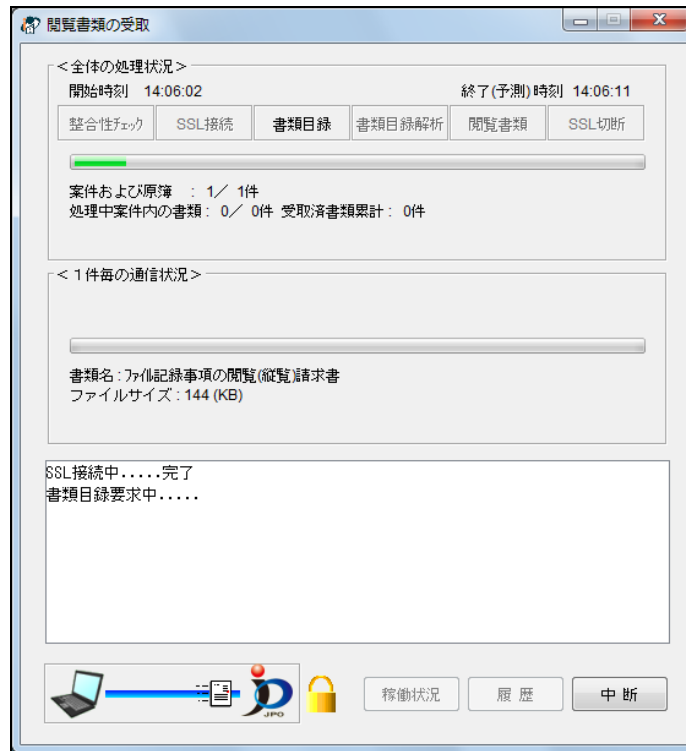 閲覧書類の受取
＜全体の処理状況＞
開始時刻 14:06:02 終了(予測)時刻 14:06:11
整合性ﾁｪｯｸ SSL接続 書類目録 書類目録解析 閲覧書類 SSL切断
案件および原簿 : 1／ 1件
処理中案件内の書類: 0／ 0件 受取済書類累計: 0件
＜１件毎の通信状況＞
書類名:ﾌｧｲﾙ記録事項の閲覧(縦覧)請求書
ファイルサイズ:144 (KB)
SSL接続中.....完了
書類目録要求中.....
JPO
稼働状況 履歴 中断